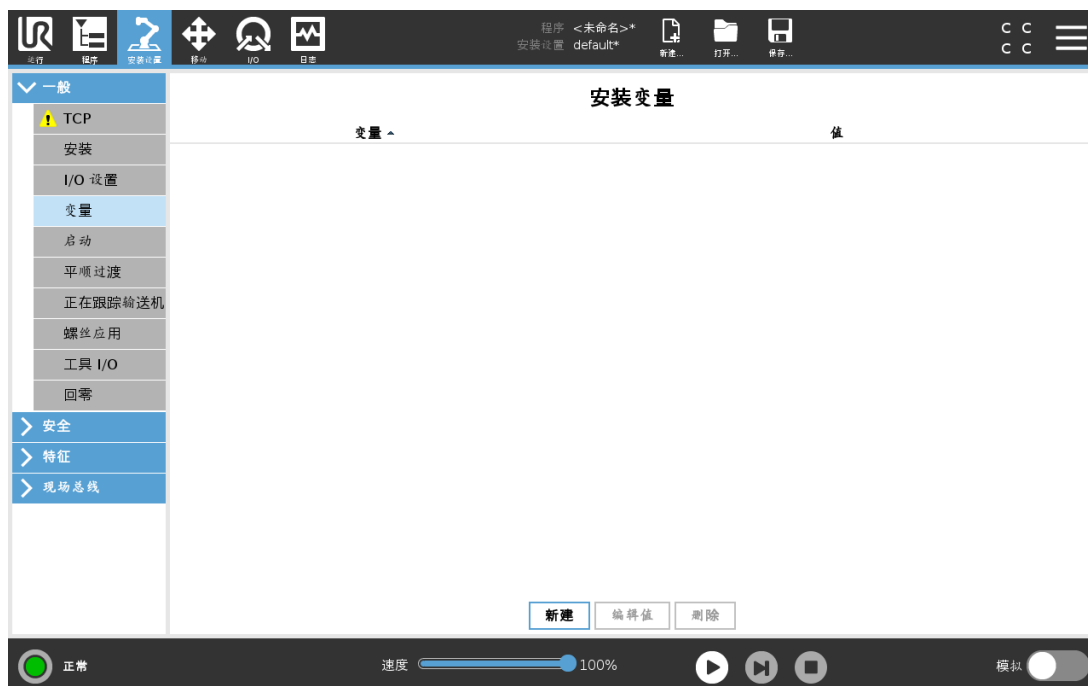 程序 <未命名>*
安装设置 default*
C C
C C
运行
程序
安装设置
移动
I/O
日志
新建...
打开...
保存...
一般
TCP
安装
I/O 设置
变量
启动
平顺过渡
正在跟踪输送机
螺丝应用
工具 I/O
回零
安全
特征
现场总线
安装变量
变量
值
新建
编辑值
删除
正常
速度
100%
模拟